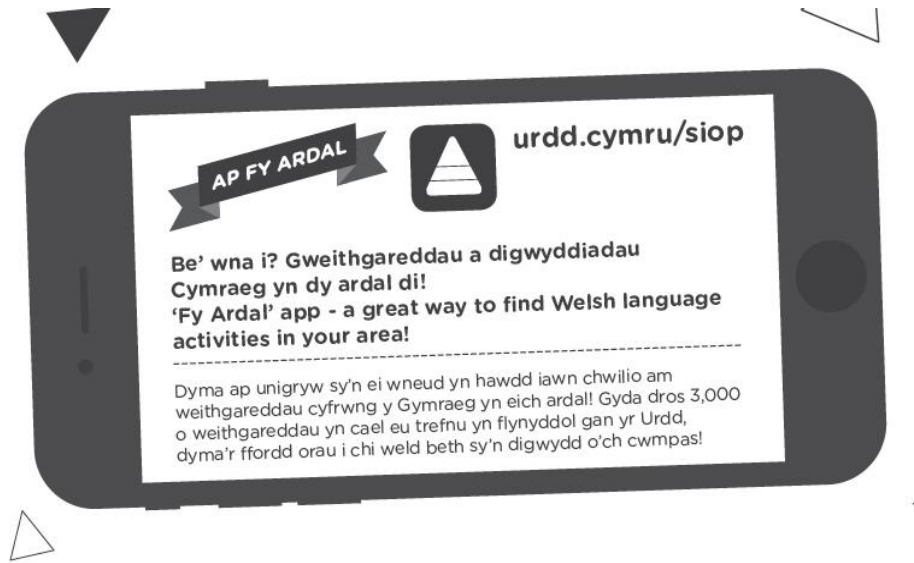 AP FY ARDAL
urdd.cymru/siop
Be' wna i? Gweithgareddau a digwyddiadau
Cymraeg yn dy ardal di!
'Fy Ardal' app - a great way to find Welsh language
activities in your area!
Dyma ap unigryw sy'n ei wneud yn hawdd iawn chwilio am
weithgareddau cyfrwng y Gymraeg yn eich ardal! Gyda dros 3,000
o weithgareddau yn cael eu trefnu yn flynyddol gan yr Urdd,
dyma'r ffordd orau i chi weld beth sy'n digwydd o'ch cwmpas!